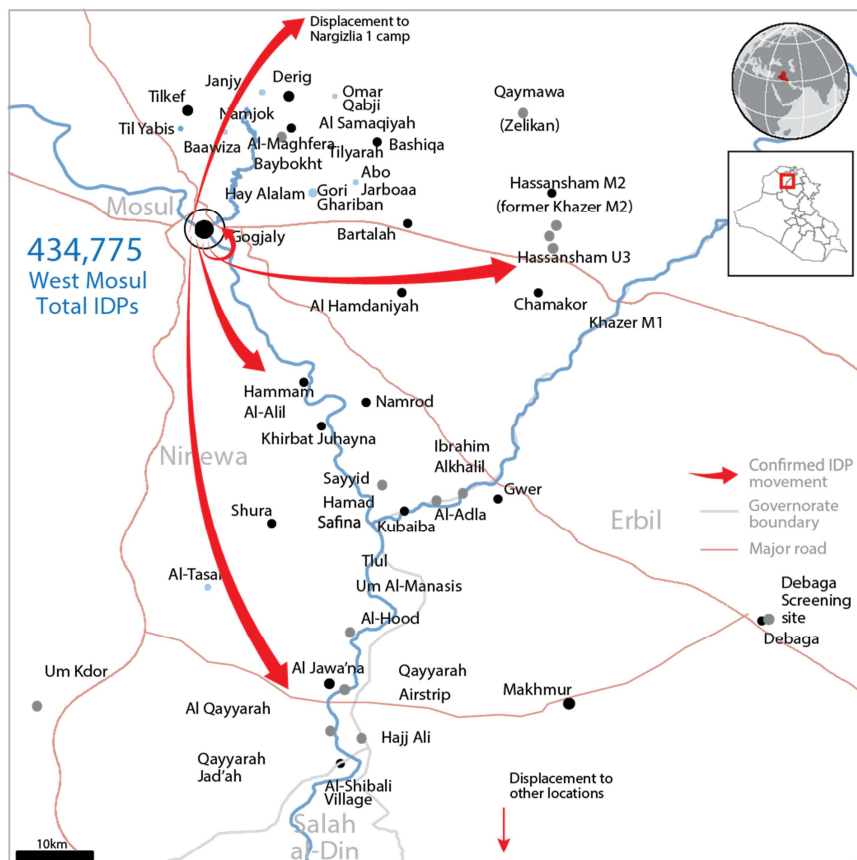 Displacement to
Nargizlia 1 camp
Janjy
Derig
Omar
Qabji
Qaymawa
(Zelikan)
Tilkef
Namjok
Til Yabis
Baawiza
Al-Maghfera
Al Samaqiyah
Baybokht
Tilyarah
Bashiqa
Abo
Jarboaa
Hay Alalam
Gori
Ghariban
Hassansham M2
(former Khazer M2)
Mosul
Gogjaly
Bartalah
Hassansham U3
434,775
West Mosul
Total IDPs
Al Hamdaniyah
Chamakor
Khazer M1
Hammam
Al-Alil
Namrod
Khirbat Juhayna
Ninewa
Ibrahim
Alkhalil
Sayyid
Hamad
Gwer
Shura
Safina
Kubaiba
Al-Adla
Erbil
Confirmed IDP
movement
Governorate
boundary
Major road
Tlul
Um Al-Manasis
Al-Tasah
Al-Hood
Debaga
Screening
site
Debaga
Um Kdor
Al Jawa'na
Qayyarah
Airstrip
Makhmur
Al Qayyarah
Hajj Ali
Qayyarah
Jad'ah
Al-Shibali
Village
Displacement to
other locations
Salah
al-Din
10km